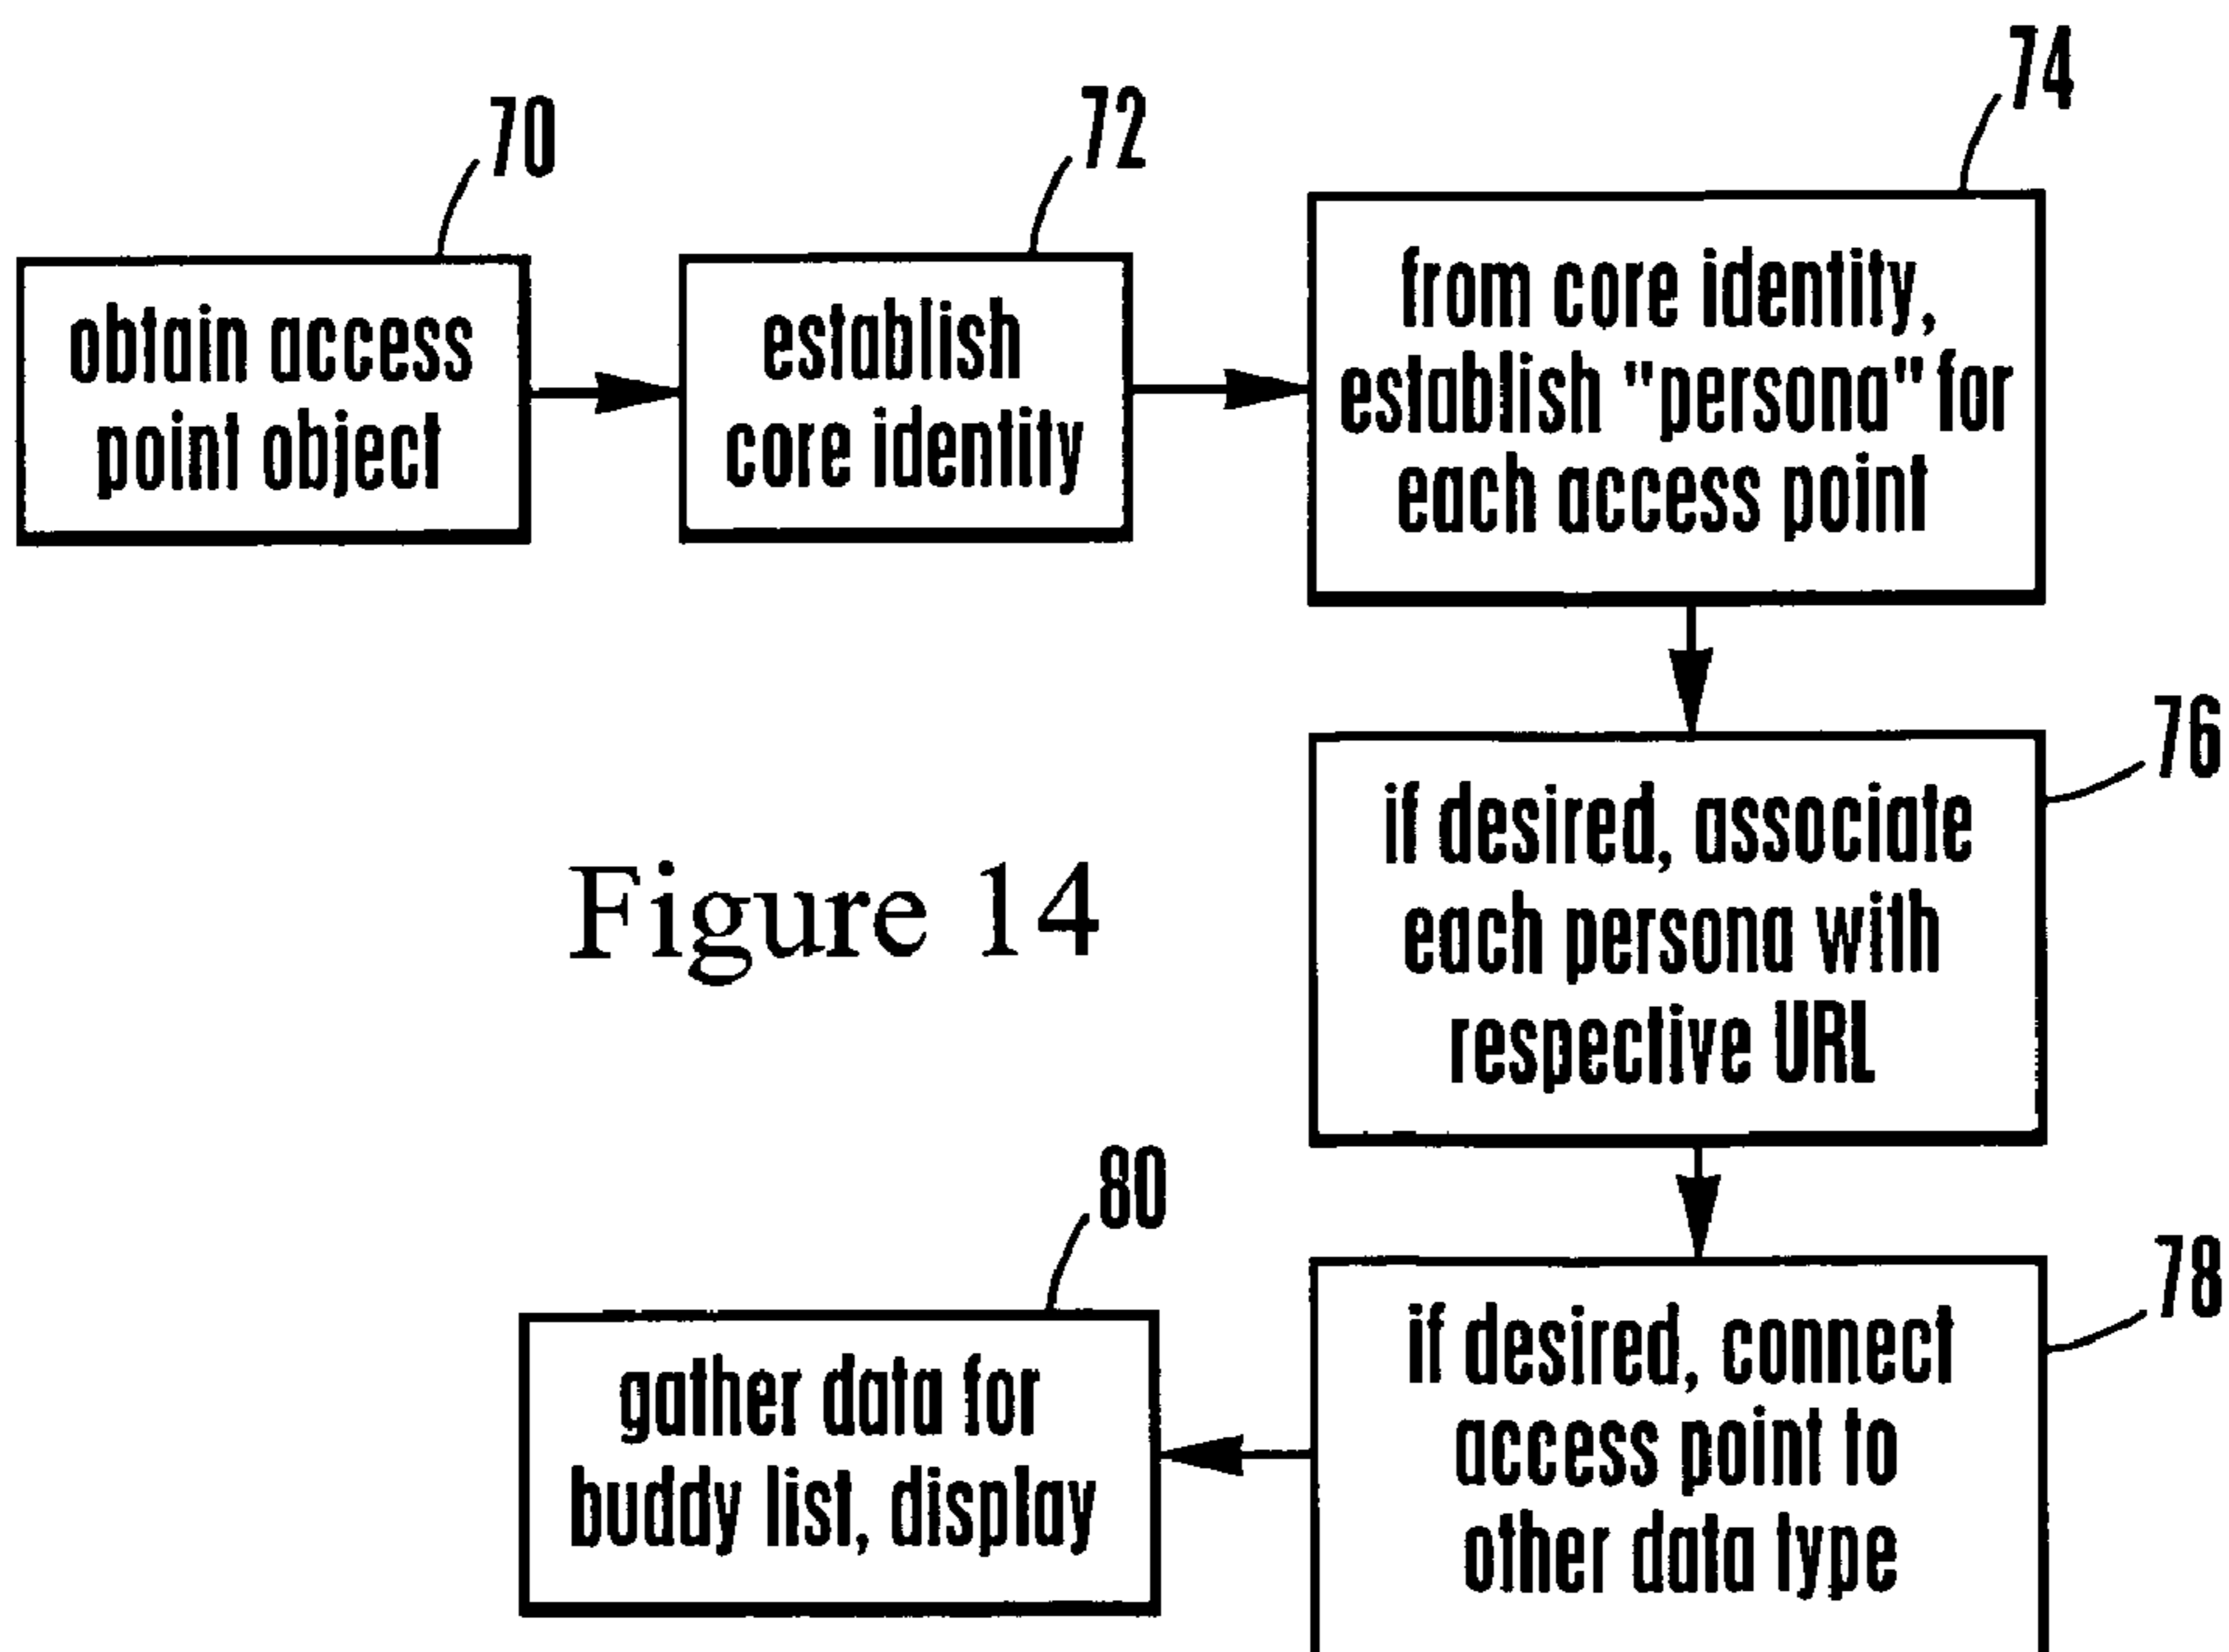 70
obtain access
point object
72
establish
core identity
74
from core identity,
establish "persona" for
each access point
76
if desired, associate
each persona with
respective URL
Figure 14
78
if desired, connect
access point to
other data type
80
gather data for
buddy list, display